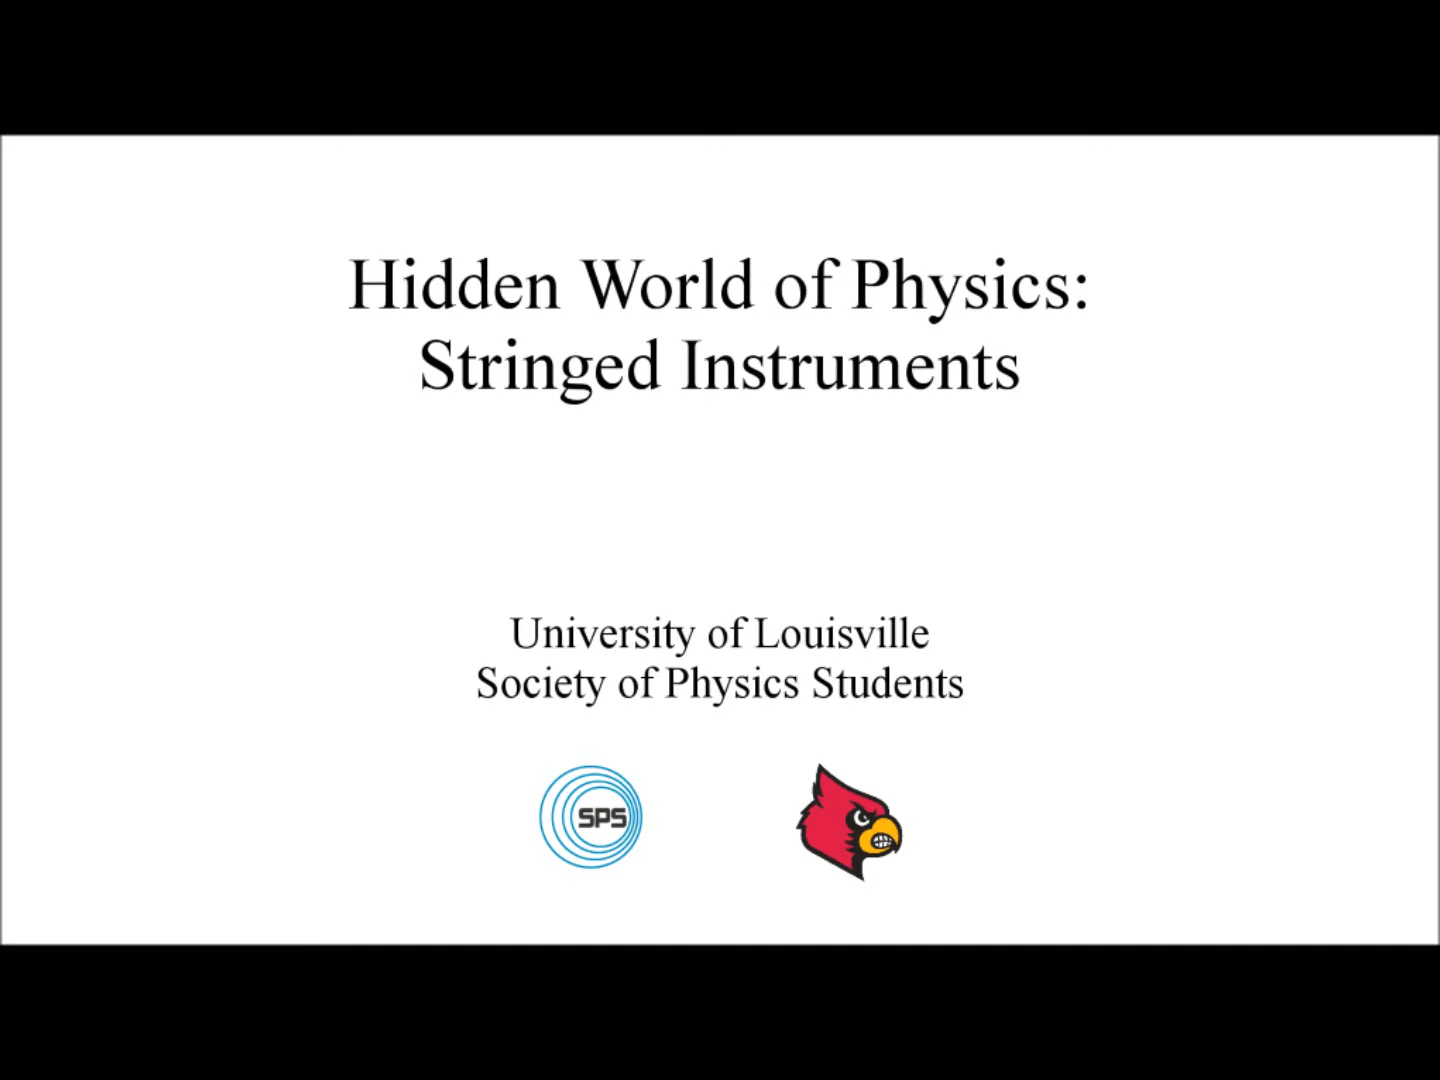 Hidden World of Physics:
Stringed Instruments
University of Louisville
Society of Physics Students
SPS